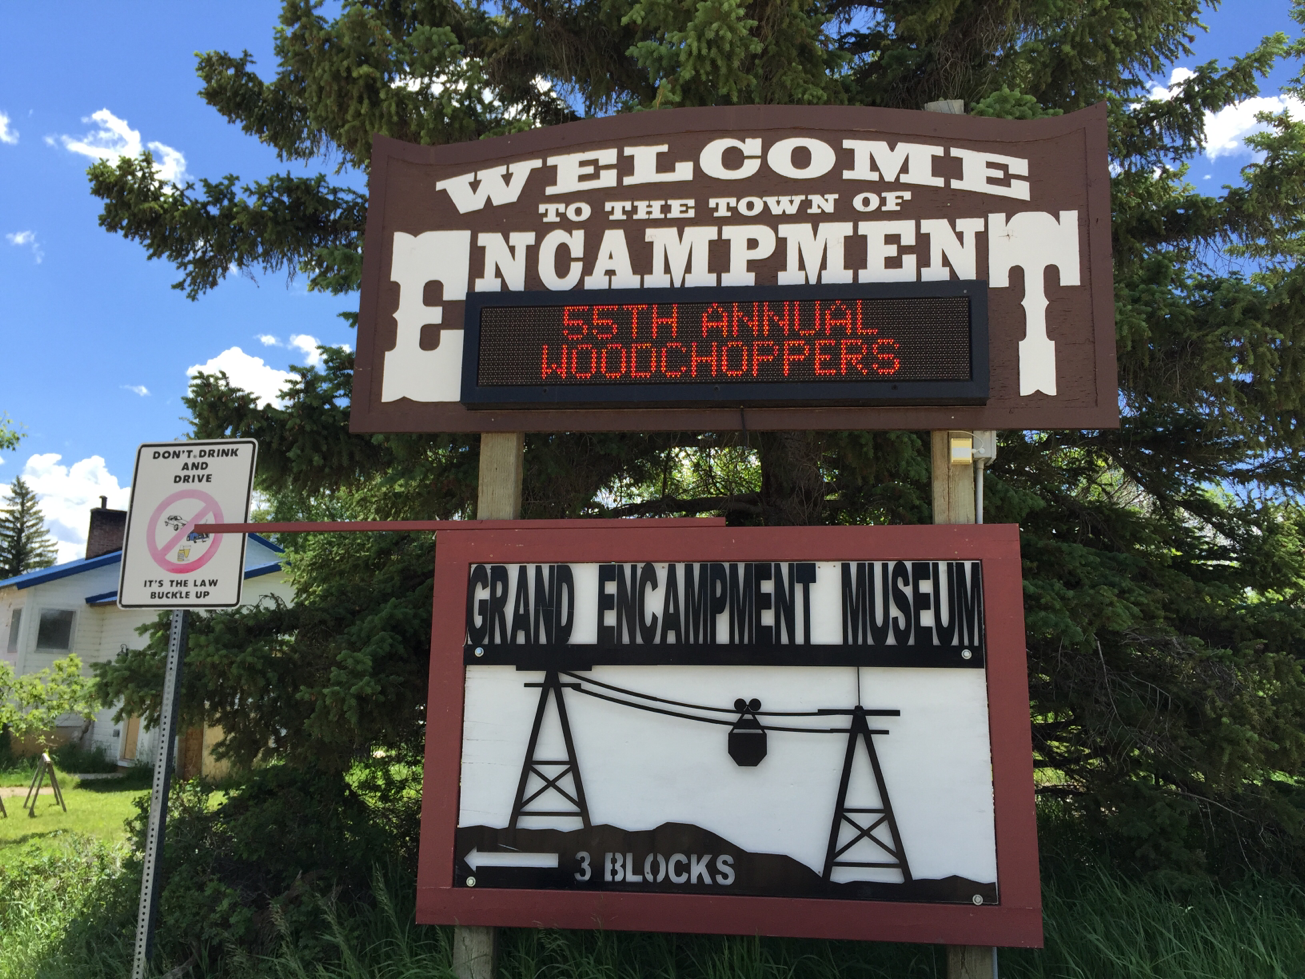 WELCOME
TO THE TOWN OF
ENCAMPMENT
55TH ANNUAL
WOODCHOPPERS
DON'T DRINK
AND
DRIVE
IT'S THE LAW
BUCKLE UP
GRAND ENCAMPMENT MUSEUM
3 BLOCKS